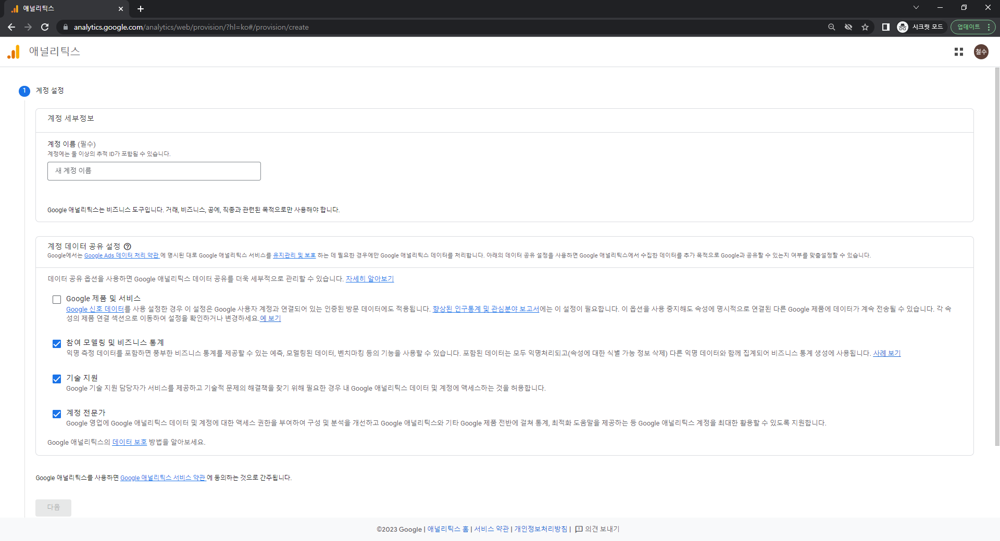 애널리틱스
analytics.google.com/analytics/web/provision/?hl=ko#/provision/create
시크릿 모드
업데이트
애널리틱스
철수
1 계정 설정
계정 세부정보
계정 이름 (필수)
계정에는 둘 이상의 추적 ID가 포함될 수 있습니다.
새 계정 이름
Google 애널리틱스는 비즈니스 도구입니다. 거래, 비즈니스, 공예, 직종과 관련된 목적으로만 사용해야 합니다.
계정 데이터 공유 설정
Google에서는 Google Ads 데이터 처리 약관 에 명시된 대로 Google 애널리틱스 서비스를 유지관리 및 보호 하는 데 필요한 경우에만 Google 애널리틱스 데이터를 처리합니다. 아래의 데이터 공유 설정을 사용하면 Google 애널리틱스에서 수집한 데이터를 추가 목적으로 Google과 공유할 수 있는지 여부를 맞춤설정할 수 있습니다.
데이터 공유 옵션을 사용하면 Google 애널리틱스 데이터 공유를 더욱 세부적으로 관리할 수 있습니다. 자세히 알아보기
Google 제품 및 서비스
Google 신호 데이터를 사용 설정한 경우 이 설정은 Google 사용자 계정과 연결되어 있는 인증된 방문 데이터에도 적용됩니다. 향상된 인구통계 및 관심분야 보고서에는 이 설정이 필요합니다. 이 옵션을 사용 중지해도 속성에 명시적으로 연결된 다른 Google 제품에 데이터가 계속 전송될 수 있습니다. 각 속
성의 제품 연결 섹션으로 이동하여 설정을 확인하거나 변경하세요.예 보기
참여 모델링 및 비즈니스 통계
익명 측정 데이터를 포함하면 풍부한 비즈니스 통계를 제공할 수 있는 예측, 모델링된 데이터, 벤치마킹 등의 기능을 사용할 수 있습니다. 포함된 데이터는 모두 익명처리되고(속성에 대한 식별 가능 정보 삭제) 다른 익명 데이터와 함께 집계되어 비즈니스 통계 생성에 사용됩니다. 사례 보기
기술 지원
Google 기술 지원 담당자가 서비스를 제공하고 기술적 문제의 해결책을 찾기 위해 필요한 경우 내 Google 애널리틱스 데이터 및 계정에 액세스하는 것을 허용합니다.
계정 전문가
Google 영업에 Google 애널리틱스 데이터 및 계정에 대한 액세스 권한을 부여하여 구성 및 분석을 개선하고 Google 애널리틱스와 기타 Google 제품 전반에 걸쳐 통계, 최적화 도움말을 제공하는 등 Google 애널리틱스 계정을 최대한 활용할 수 있도록 지원합니다.
Google 애널리틱스의 데이터 보호 방법을 알아보세요.
Google 애널리틱스를 사용하면 Google 애널리틱스 서비스 약관 에 동의하는 것으로 간주됩니다.
다음
©2023 Google | 애널리틱스 홈 | 서비스 약관 | 개인정보처리방침 | 의견 보내기